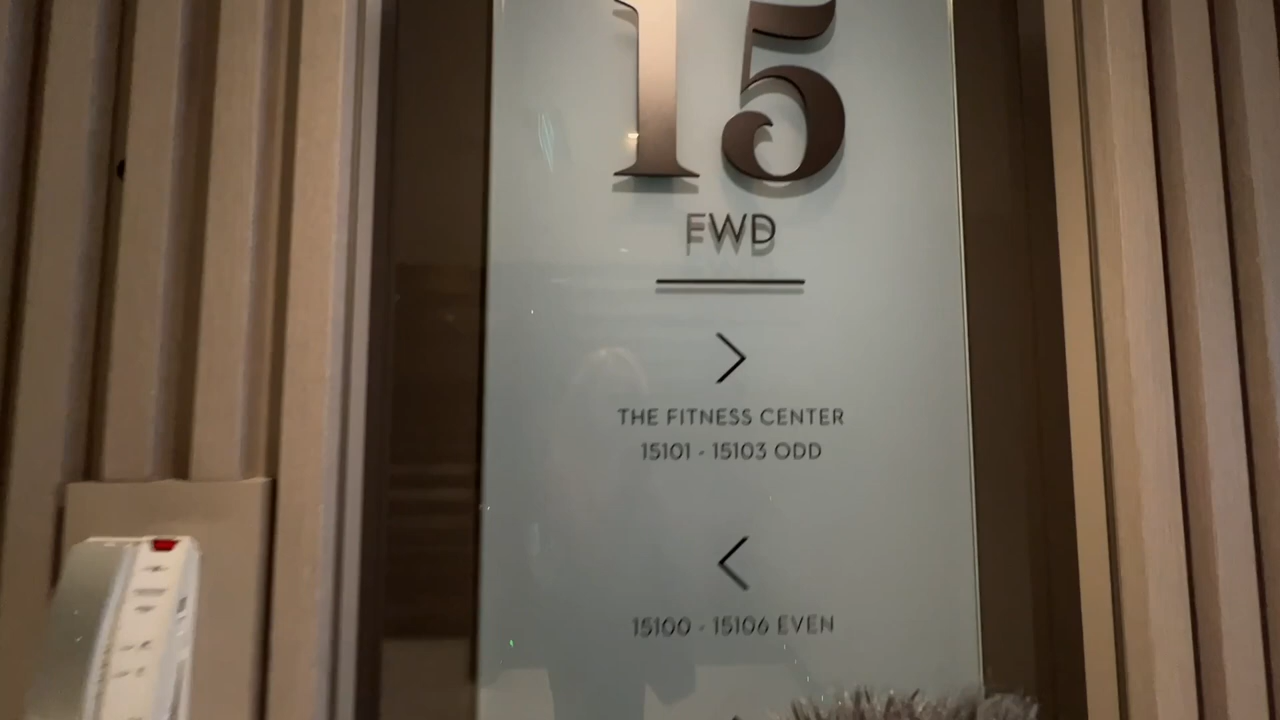 15
FWD
>
THE FITNESS CENTER
15101 - 15103 ODD
<
15100 - 15106 EVEN